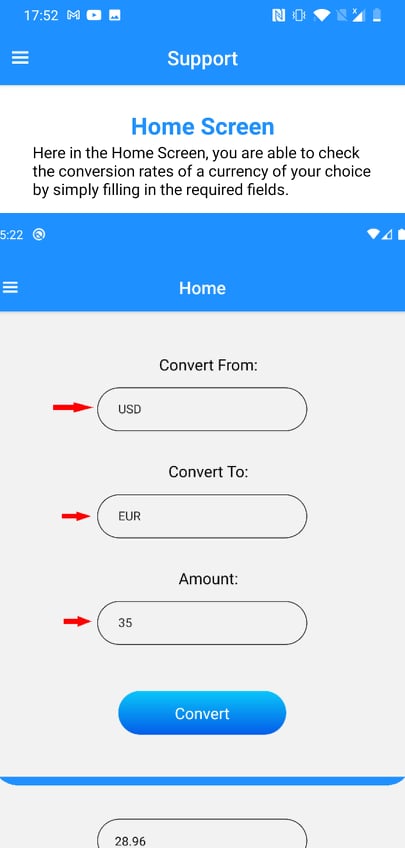 17:52
Support
Home Screen
Here in the Home Screen, you are able to check
the conversion rates of a currency of your choice
by simply filling in the required fields.
5:22
Home
Convert From:
USD
Convert To:
EUR
Amount:
35
Convert
28.96